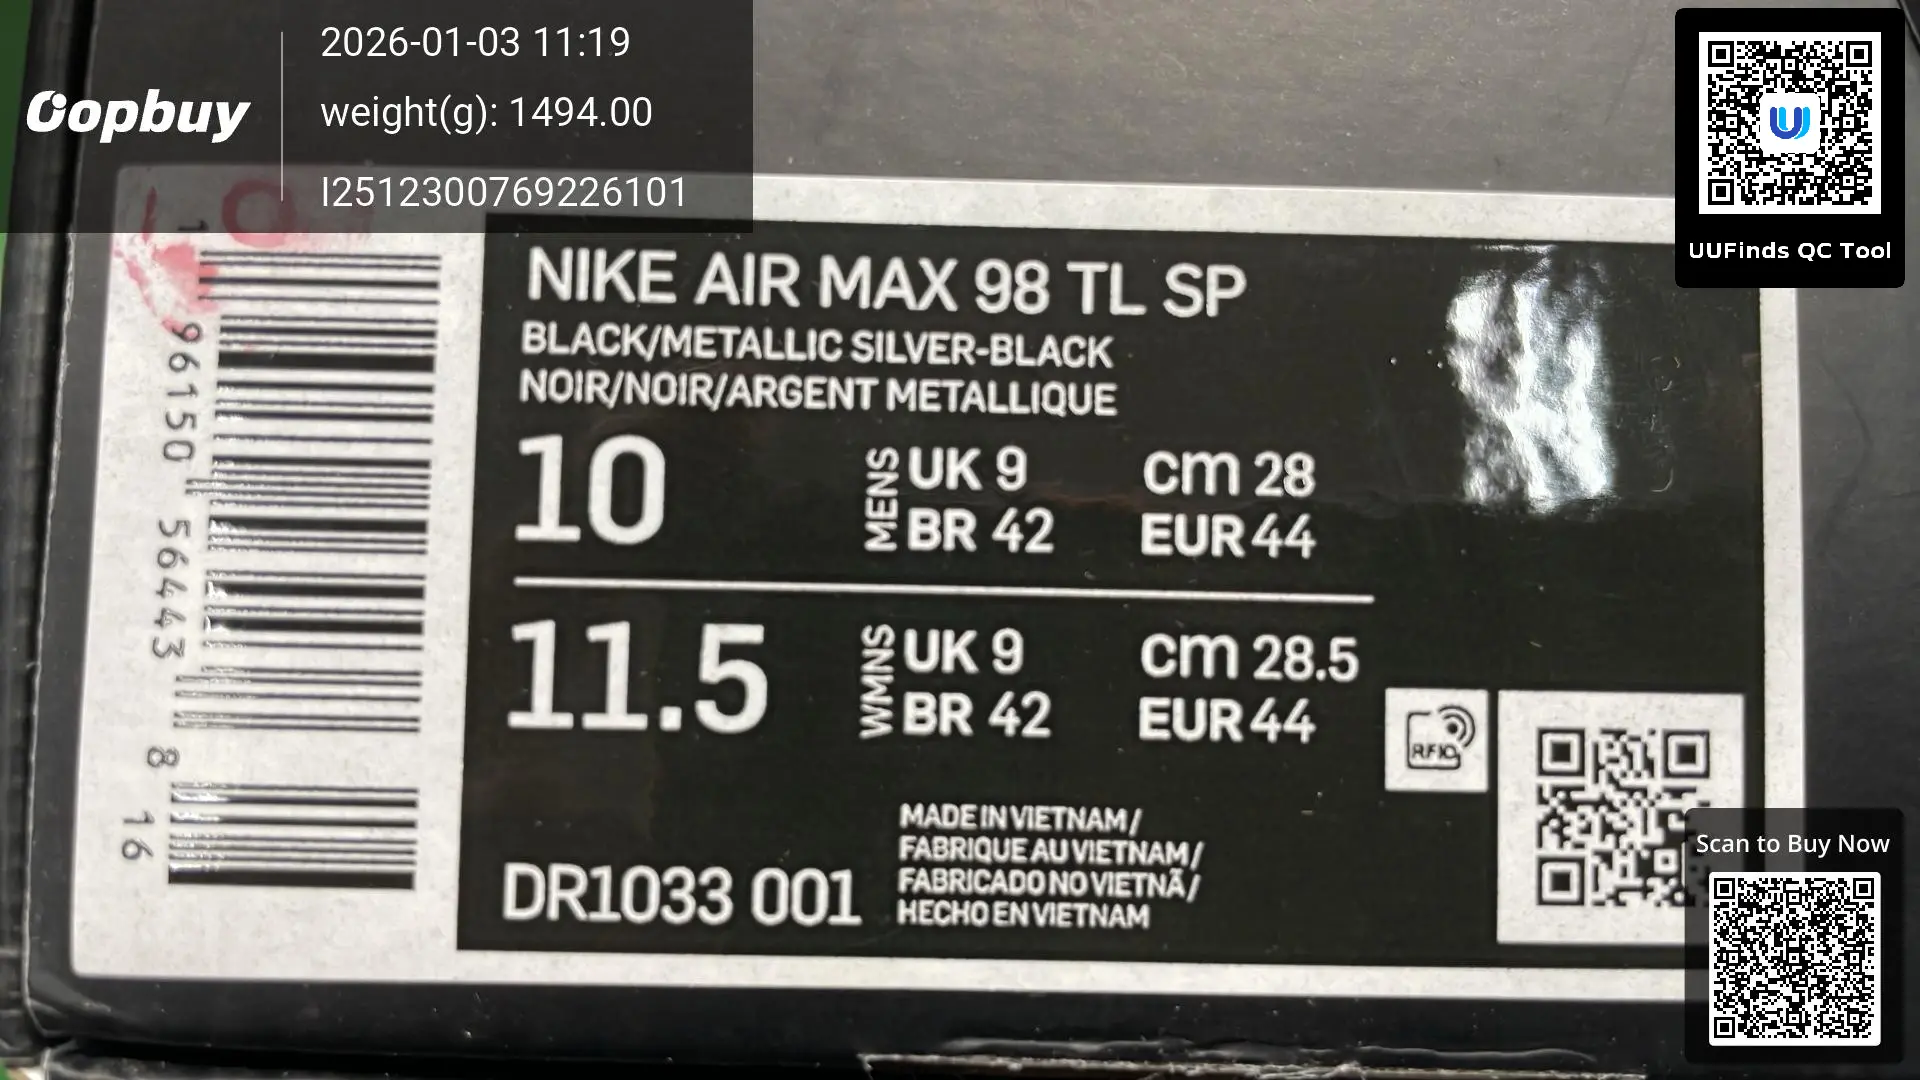 Oopbuy
2026-01-03 11:19
weight(g): 1494.00
I2512300769226101
UUFinds QC Tool
NIKE AIR MAX 98 TL SP
BLACK/METALLIC SILVER-BLACK
NOIR/NOIR/ARGENT METALLIQUE
10
MENS
UK 9
cm 28
BR 42
EUR 44
11.5
WMNS
UK 9
cm 28.5
BR 42
EUR 44
RFID
MADE IN VIETNAM /
FABRIQUE AU VIETNAM /
FABRICADO NO VIETNÃ /
HECHO EN VIETNAM
DR1033 001
1 96150 56443 8 16
Scan to Buy Now